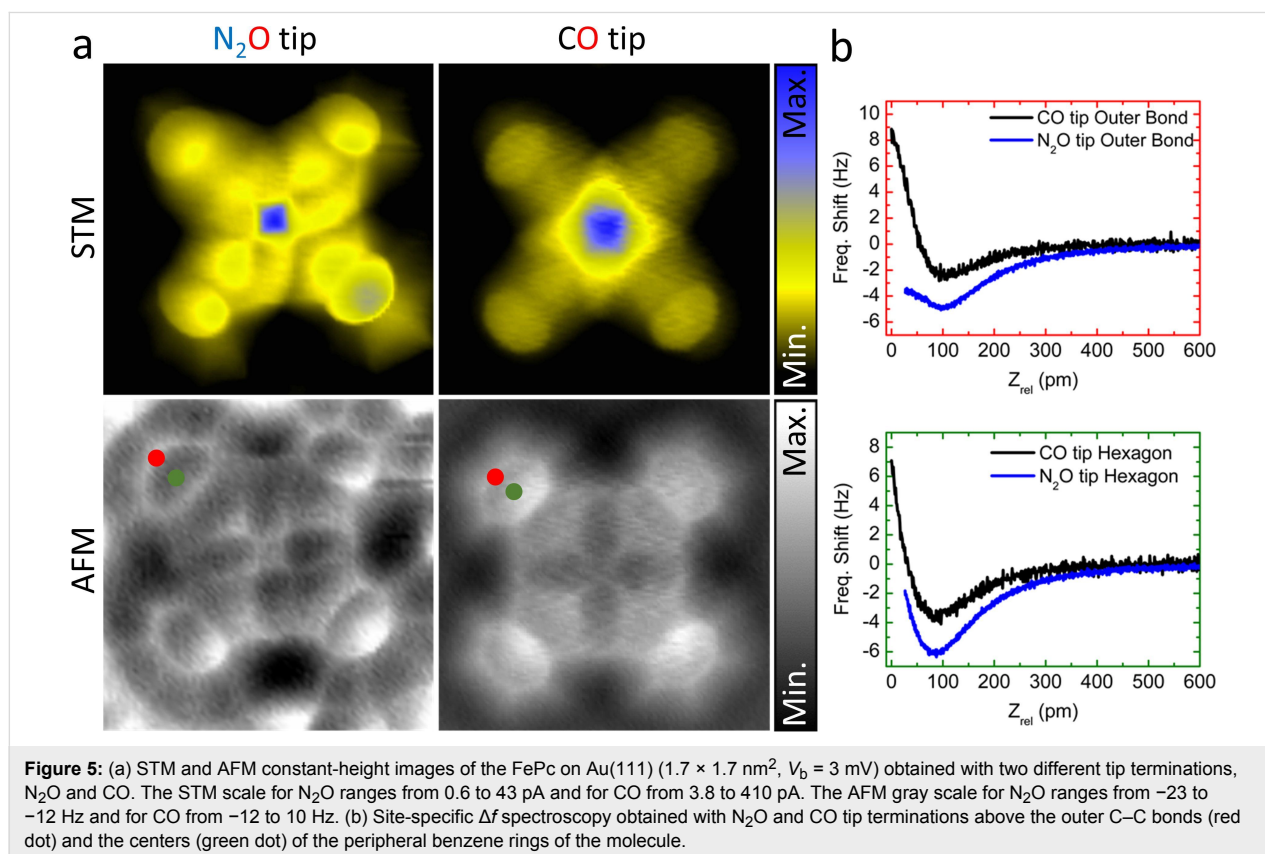 a
N₂O tip
CO tip
b
STM
AFM
Max.
Min.
Max.
Min.
10
8
6
4
2
0
-2
-4
-6
Freq. Shift (Hz)
CO tip Outer Bond
N₂O tip Outer Bond
0 100 200 300 400 500 600
Z_rel (pm)
8
6
4
2
0
-2
-4
-6
Freq. Shift (Hz)
CO tip Hexagon
N₂O tip Hexagon
0 100 200 300 400 500 600
Z_rel (pm)
Figure 5: (a) STM and AFM constant-height images of the FePc on Au(111) (1.7 × 1.7 nm², V_b = 3 mV) obtained with two different tip terminations,
N₂O and CO. The STM scale for N₂O ranges from 0.6 to 43 pA and for CO from 3.8 to 410 pA. The AFM gray scale for N₂O ranges from −23 to
−12 Hz and for CO from −12 to 10 Hz. (b) Site-specific Δf spectroscopy obtained with N₂O and CO tip terminations above the outer C–C bonds (red
dot) and the centers (green dot) of the peripheral benzene rings of the molecule.